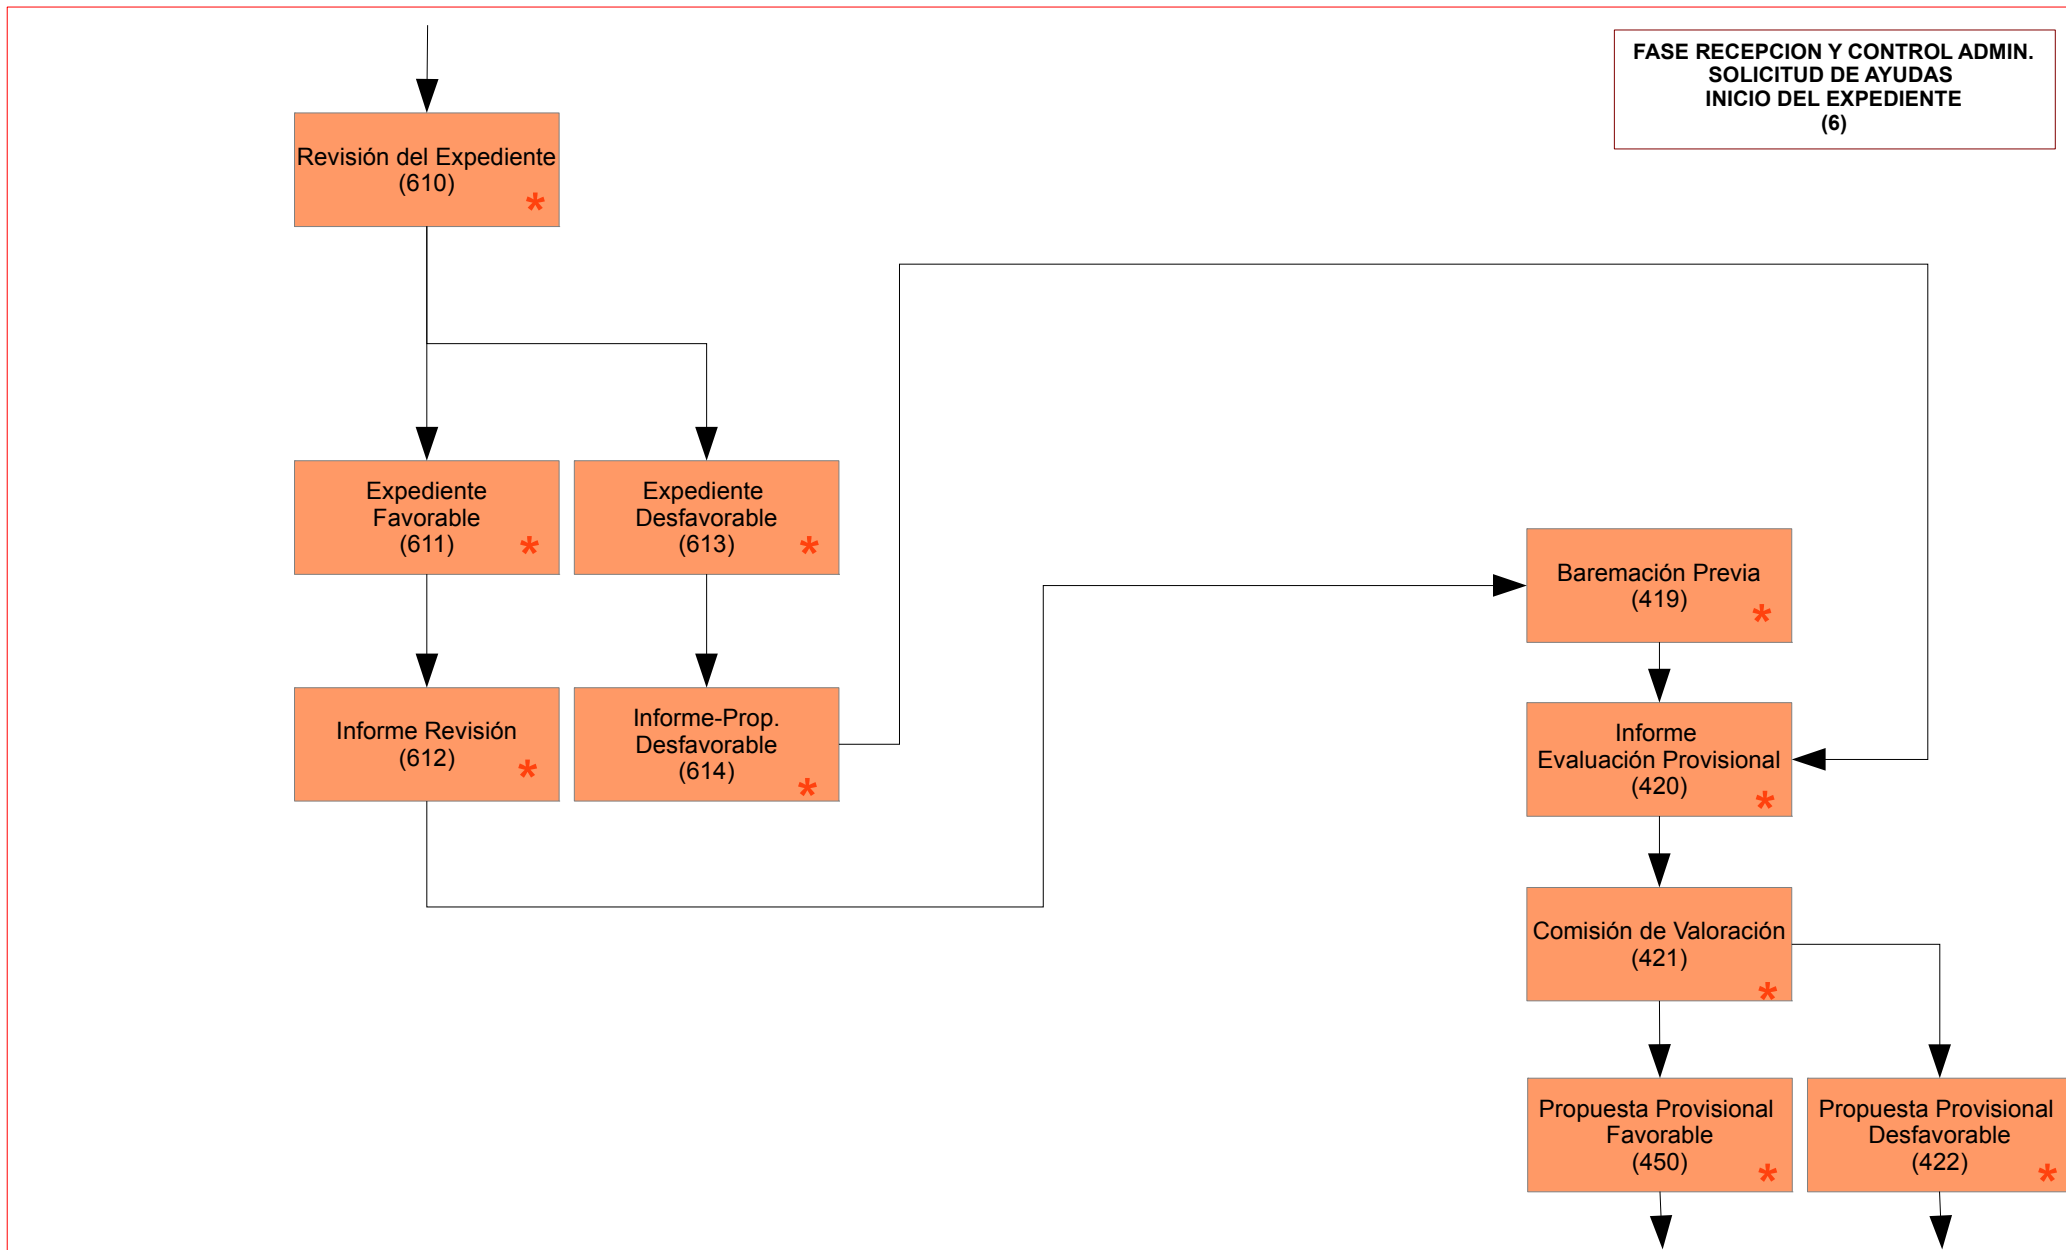 FASE RECEPCION Y CONTROL ADMIN.
SOLICITUD DE AYUDAS
INICIO DEL EXPEDIENTE
(6)
Revisión del Expediente
(610)
*
Expediente
Favorable
(611)
*
Expediente
Desfavorable
(613)
*
Informe Revisión
(612)
*
Informe-Prop.
Desfavorable
(614)
*
Baremación Previa
(419)
*
Informe
Evaluación Provisional
(420)
*
Comisión de Valoración
(421)
*
Propuesta Provisional
Favorable
(450)
*
Propuesta Provisional
Desfavorable
(422)
*